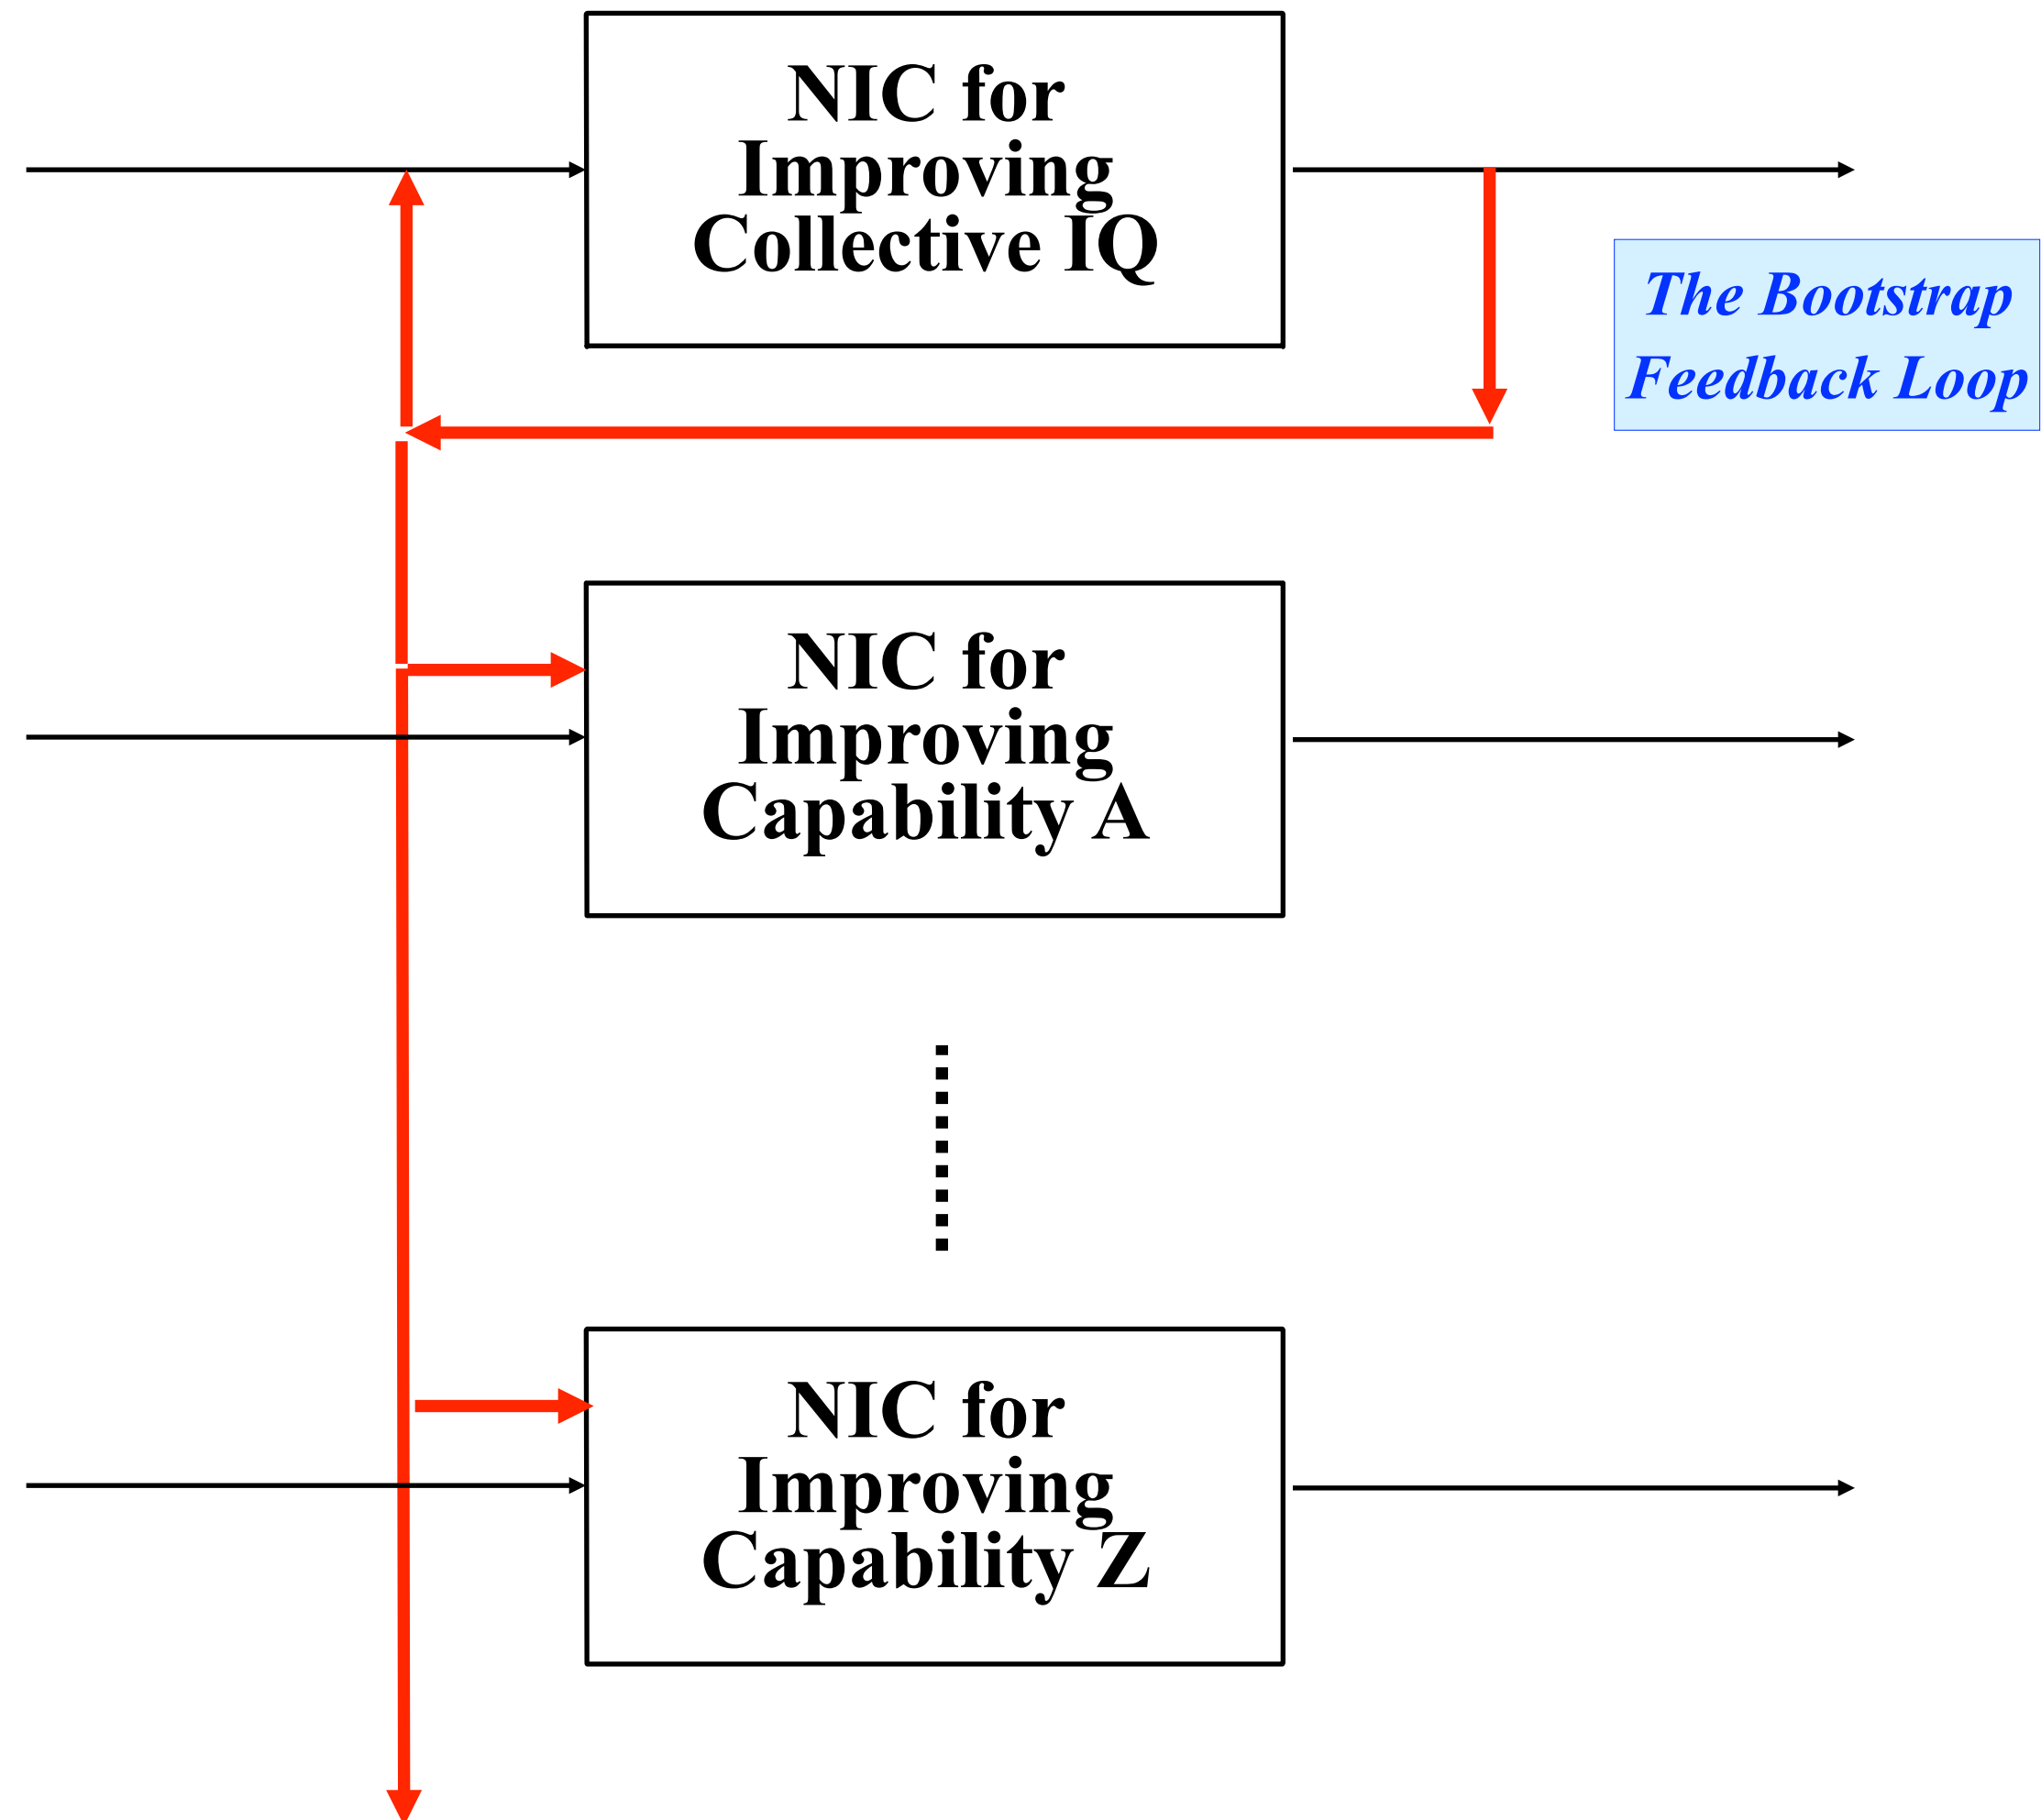 NIC for
Improving
Collective IQ
The Bootstrap
Feedback Loop
NIC for
Improving
Capability A
NIC for
Improving
Capability Z